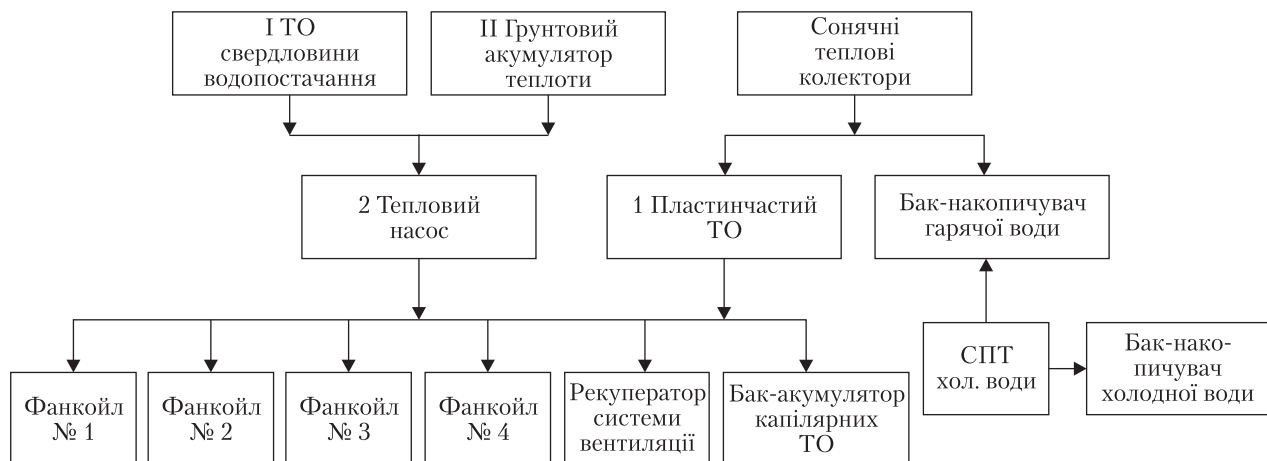 I ТО
свердловини
водопостачання
II Грунтовий
акумулятор
теплоти
Сонячні
теплові
колектори
2 Тепловий
насос
1 Пластинчастий
ТО
Бак-накопичувач
гарячої води
СПТ
хол. води
Бак-нако-
пичувач
холодної води
Фанкойл
№ 1
Фанкойл
№ 2
Фанкойл
№ 3
Фанкойл
№ 4
Рекуператор
системи
вентиляції
Бак-акумулятор
капілярних
ТО